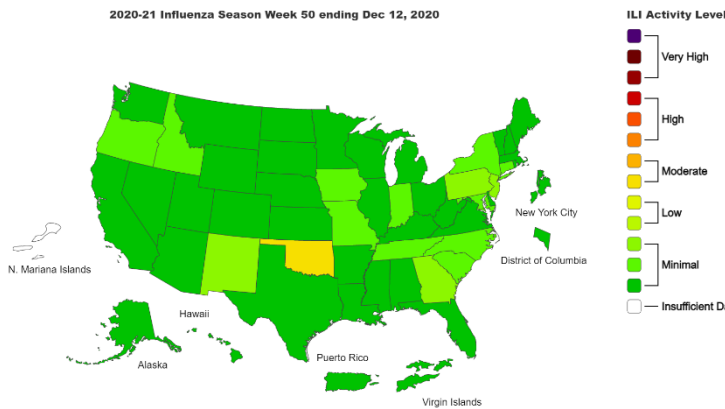 2020-21 Influenza Season Week 50 ending Dec 12, 2020
ILI Activity Level
Very High
High
Moderate
Low
Minimal
Insufficient Da
New York City
District of Columbia
N. Mariana Islands
Hawaii
Alaska
Puerto Rico
Virgin Islands